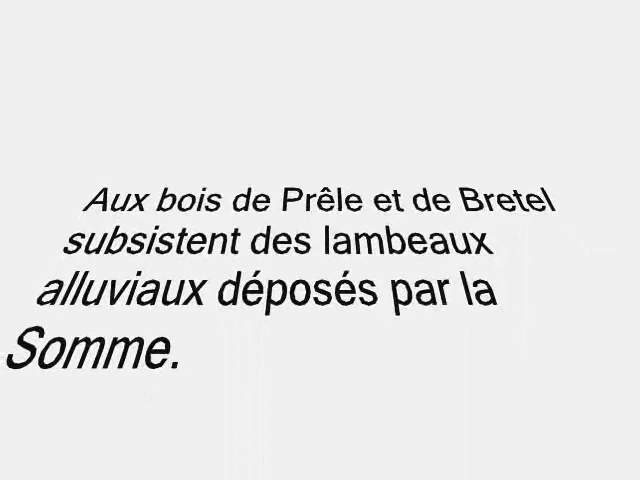 Aux bois de Prêle et de Bretel
subsistent des lambeaux
alluviaux déposés par la
Somme.